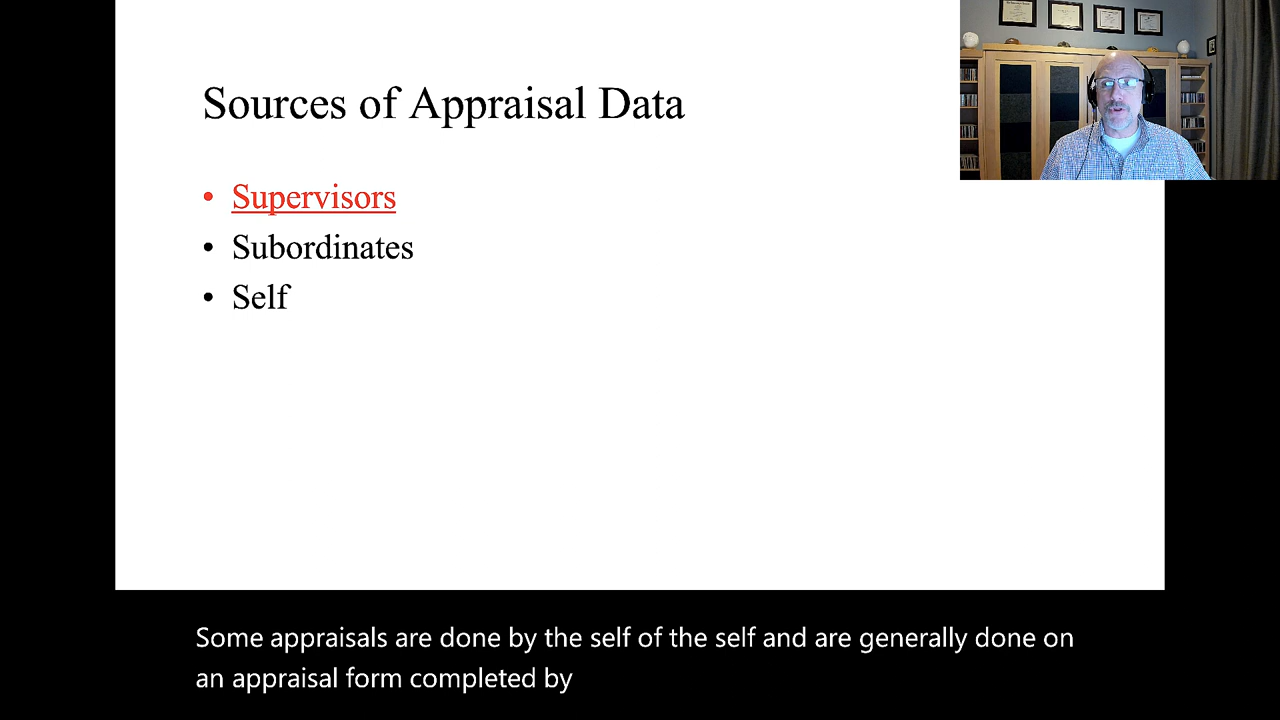 Sources of Appraisal Data
• Supervisors
• Subordinates
• Self
Some appraisals are done by the self of the self and are generally done on
an appraisal form completed by